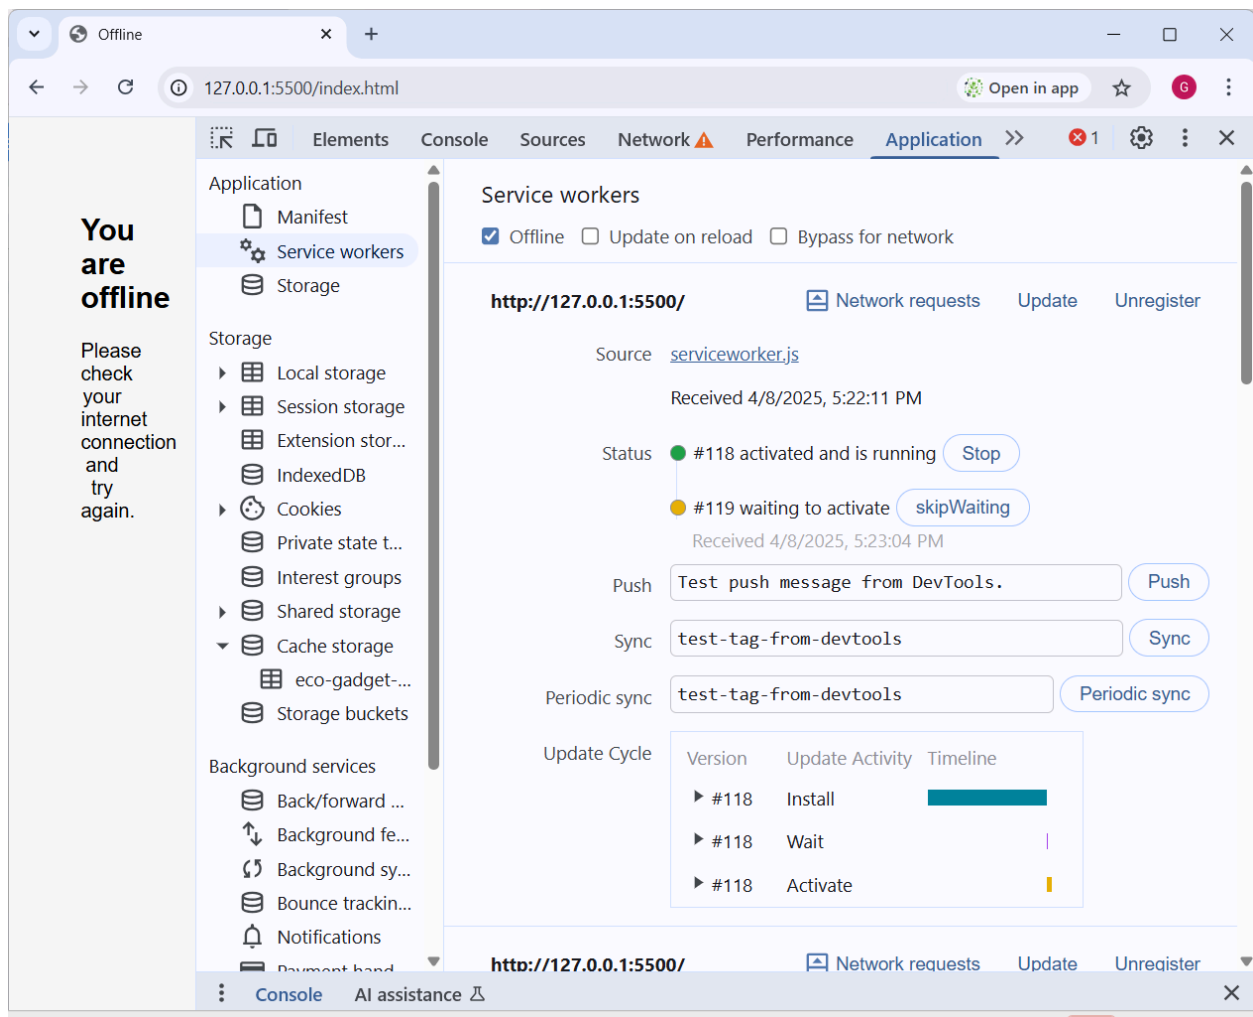 Offline
127.0.0.1:5500/index.html
Open in app
G
Elements Console Sources Network Performance Application 1
You
are
offline
Please
check
your
internet
connection
and
try
again.
Application
Manifest
Service workers
Storage
Storage
Local storage
Session storage
Extension stor...
IndexedDB
Cookies
Private state t...
Interest groups
Shared storage
Cache storage
eco-gadget-...
Storage buckets
Background services
Back/forward ...
Background fe...
Background sy...
Bounce trackin...
Notifications
Payment hand
Service workers
Offline Update on reload Bypass for network
http://127.0.0.1:5500/ Network requests Update Unregister
Source serviceworker.js
Received 4/8/2025, 5:22:11 PM
Status #118 activated and is running Stop
#119 waiting to activate skipWaiting
Received 4/8/2025, 5:23:04 PM
Push Test push message from DevTools. Push
Sync test-tag-from-devtools Sync
Periodic sync test-tag-from-devtools Periodic sync
Update Cycle Version Update Activity Timeline
#118 Install
#118 Wait
#118 Activate
http://127.0.0.1:5500/ Network requests Update Unregister
Console AI assistance